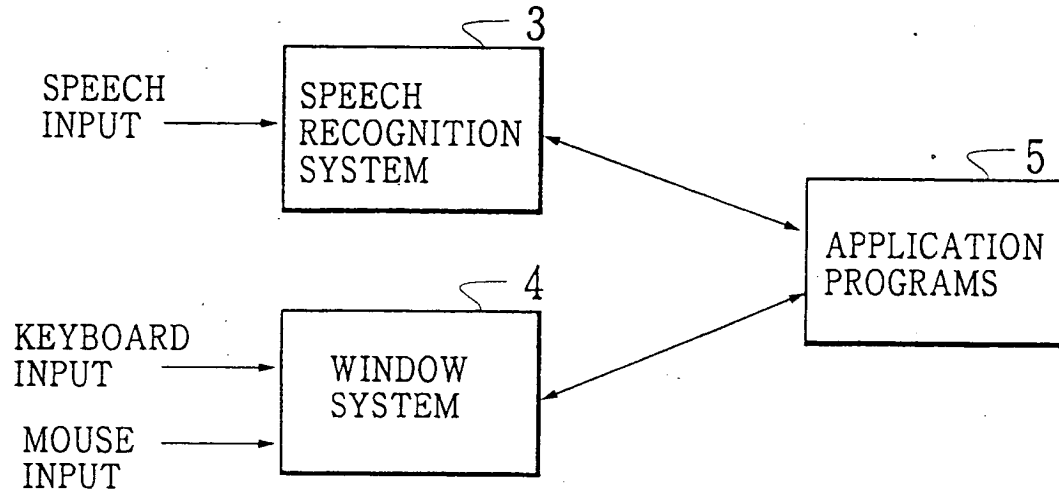 3
SPEECH
INPUT
SPEECH
RECOGNITION
SYSTEM
5
APPLICATION
PROGRAMS
4
KEYBOARD
INPUT
WINDOW
SYSTEM
MOUSE
INPUT